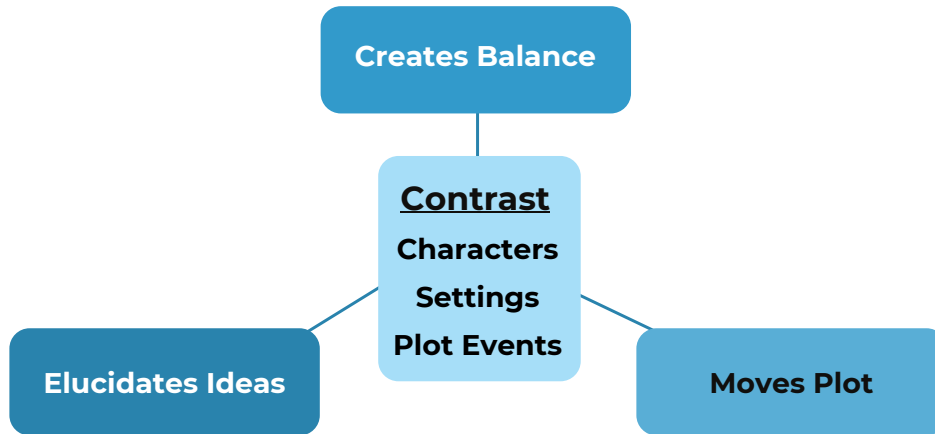 Creates Balance
Contrast
Characters
Settings
Plot Events
Elucidates Ideas
Moves Plot